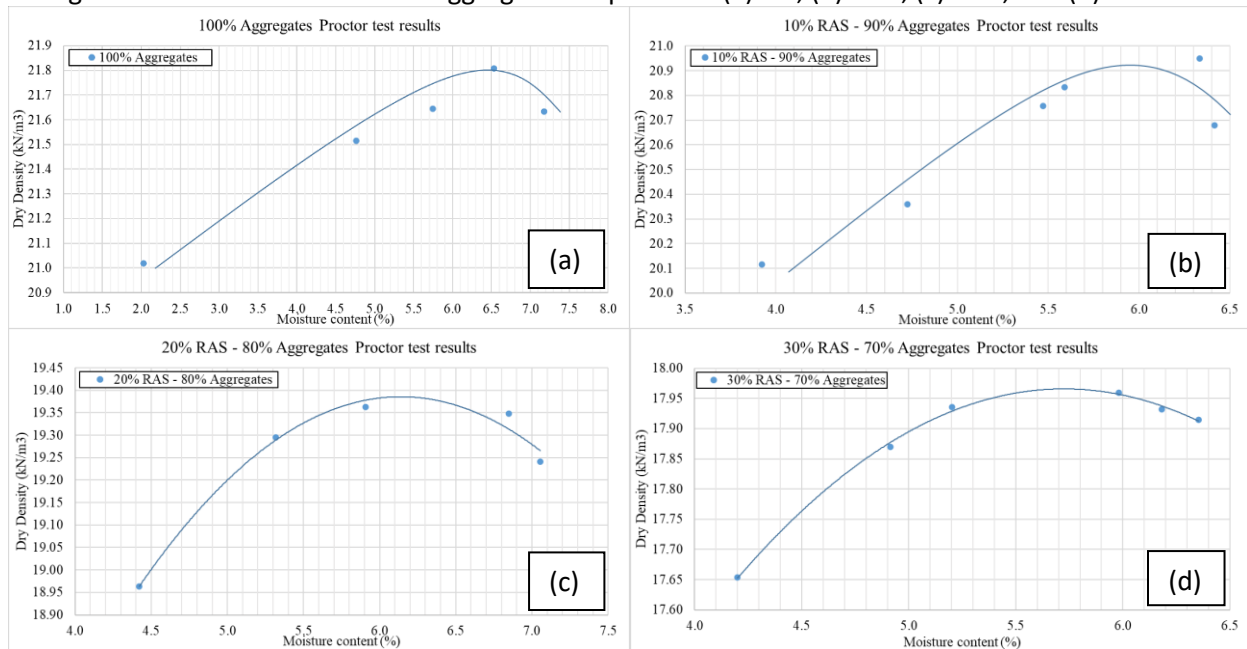 100% Aggregates Proctor test results
100% Aggregates
Dry Density (kN/m3)
21.9
21.8
21.7
21.6
21.5
21.4
21.3
21.2
21.1
21.0
20.9
1.0 1.5 2.0 2.5 3.0 3.5 4.0 4.5 5.0 5.5 6.0 6.5 7.0 7.5 8.0
Moisture content (%)
(a)
10% RAS - 90% Aggregates Proctor test results
10% RAS - 90% Aggregates
Dry Density (kN/m3)
21.0
20.9
20.8
20.7
20.6
20.5
20.4
20.3
20.2
20.1
20.0
3.5 4.0 4.5 5.0 5.5 6.0 6.5
Moisture content (%)
(b)
20% RAS - 80% Aggregates Proctor test results
20% RAS - 80% Aggregates
Dry Density (kN/m3)
19.45
19.40
19.35
19.30
19.25
19.20
19.15
19.10
19.05
19.00
18.95
18.90
4.0 4.5 5.0 5.5 6.0 6.5 7.0 7.5
Moisture content (%)
(c)
30% RAS - 70% Aggregates Proctor test results
30% RAS - 70% Aggregates
Dry Density (kN/m3)
18.00
17.95
17.90
17.85
17.80
17.75
17.70
17.65
17.60
4.0 4.5 5.0 5.5 6.0 6.5
Moisture content (%)
(d)